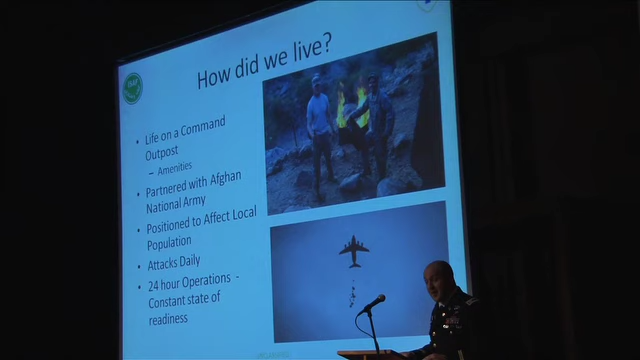 How did we live?
• Life on a Command
Outpost
– Amenities
• Partnered with Afghan
National Army
• Positioned to Affect Local
Population
• Attacks Daily
• 24 hour Operations -
Constant state of
readiness